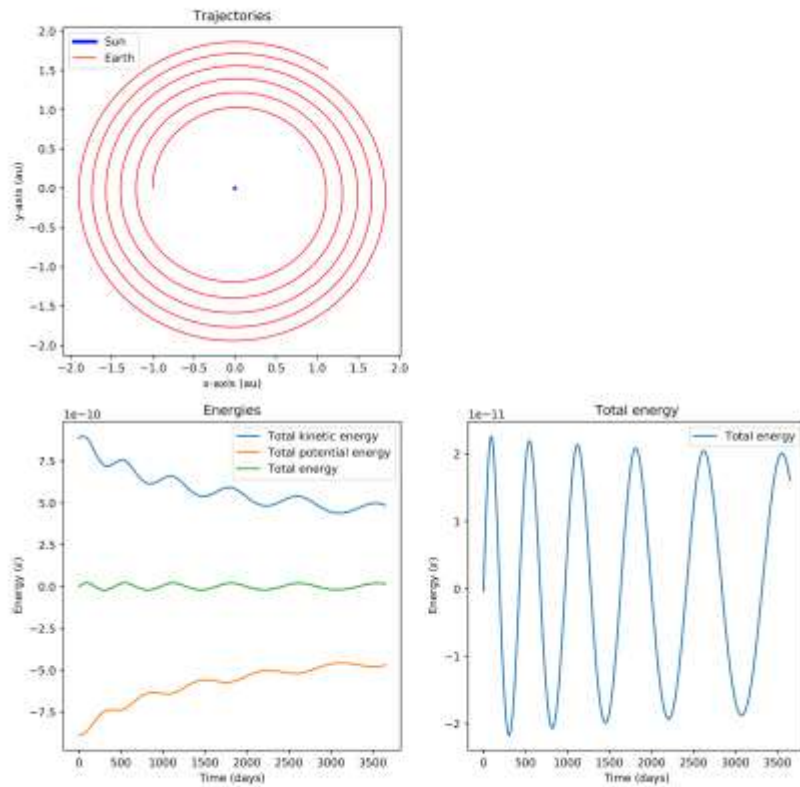 Trajectories
Sun
Earth
2.0
1.5
1.0
0.5
0.0
−0.5
−1.0
−1.5
−2.0
y-axis (au)
−2.0 −1.5 −1.0 −0.5 0.0 0.5 1.0 1.5 2.0
x-axis (au)
Energies
1e−10
Total kinetic energy
Total potential energy
Total energy
7.5
5.0
2.5
0.0
−2.5
−5.0
−7.5
Energy
0 500 1000 1500 2000 2500 3000 3500
Time (days)
Total energy
1e−11
Total energy
2
1
0
−1
−2
Energy
0 500 1000 1500 2000 2500 3000 3500
Time (days)